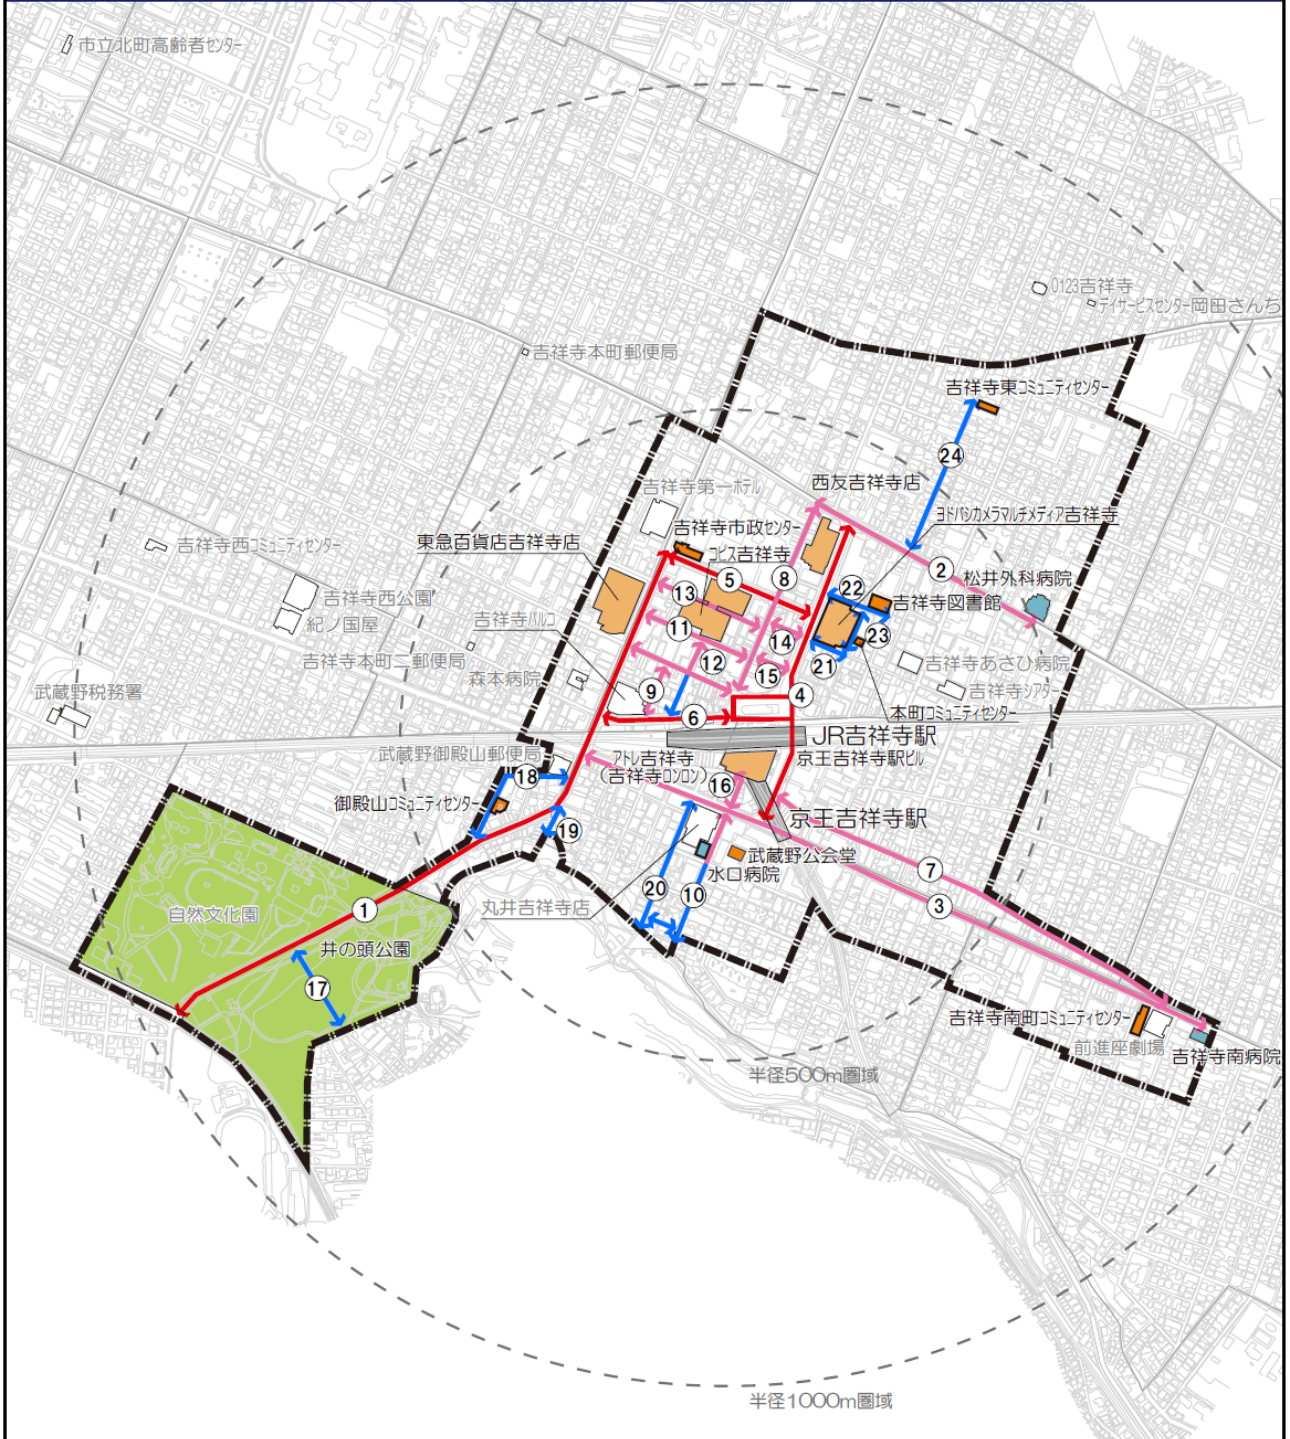 市立北町高齢者センター
0123吉祥寺
デイサービスセンター岡田さんち
吉祥寺本町郵便局
吉祥寺東コミュニティセンター
24
西友吉祥寺店
吉祥寺第一ホテル
ヨドバシカメラマルチメディア吉祥寺
吉祥寺市政センター
東急百貨店吉祥寺店
コピス吉祥寺
吉祥寺西コミュニティセンター
2
松井外科病院
5
8
22
13
吉祥寺西公園
吉祥寺図書館
吉祥寺パルコ
紀ノ国屋
11
14
23
吉祥寺本町二郵便局
12
21
吉祥寺あさひ病院
森本病院
15
9
吉祥寺シアター
武蔵野税務署
4
6
本町コミュニティセンター
JR吉祥寺駅
武蔵野御殿山郵便局
アトレ吉祥寺
京王吉祥寺駅ビル
(吉祥寺ロンロン)
18
16
御殿山コミュニティセンター
京王吉祥寺駅
19
武蔵野公会堂
7
水口病院
20
10
3
丸井吉祥寺店
1
自然文化園
井の頭公園
17
吉祥寺南町コミュニティセンター
前進座劇場
吉祥寺南病院
半径500m圏域
半径1000m圏域